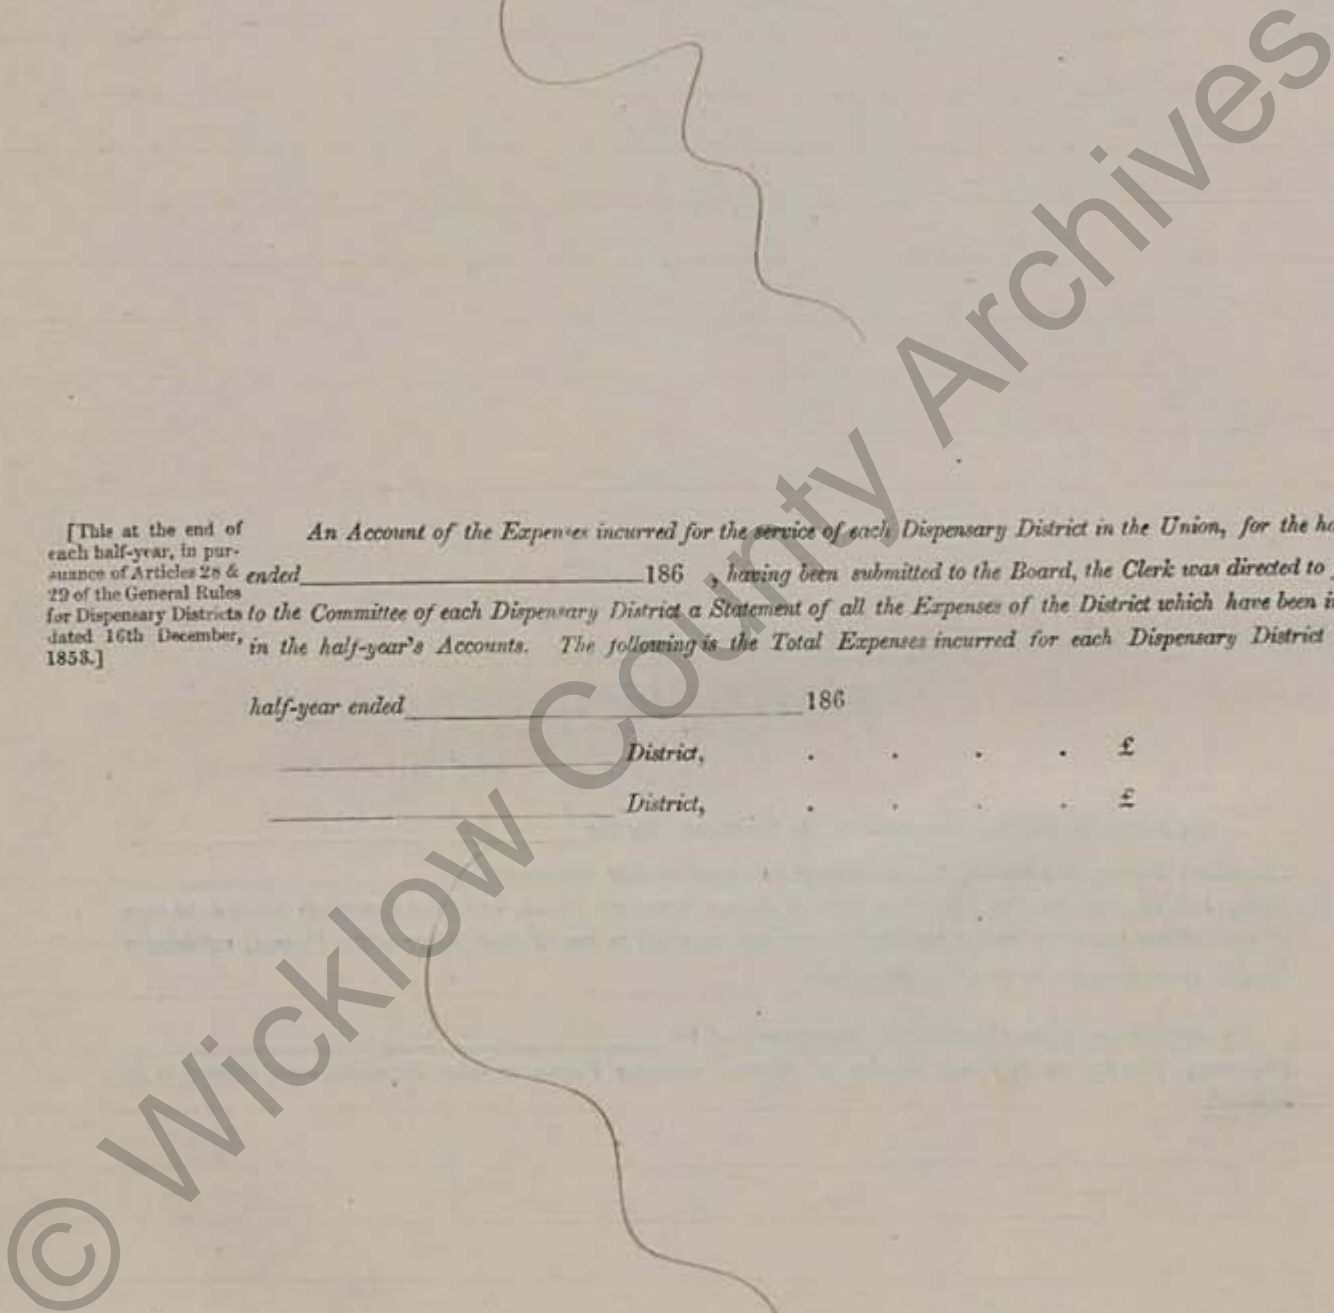 [This at the end of
each half-year, in pur-
suance of Articles 28 &
29 of the General Rules
for Dispensary Districts
dated 16th December,
1853.]
An Account of the Expenses incurred for the service of each Dispensary District in the Union, for the ha
ended 186 , having been submitted to the Board, the Clerk was directed to
to the Committee of each Dispensary District a Statement of all the Expenses of the District which have been i
in the half-year's Accounts. The following is the Total Expenses incurred for each Dispensary District
half-year ended 186
District, . . . . £
District, . . . . £
© Wicklow County Archives